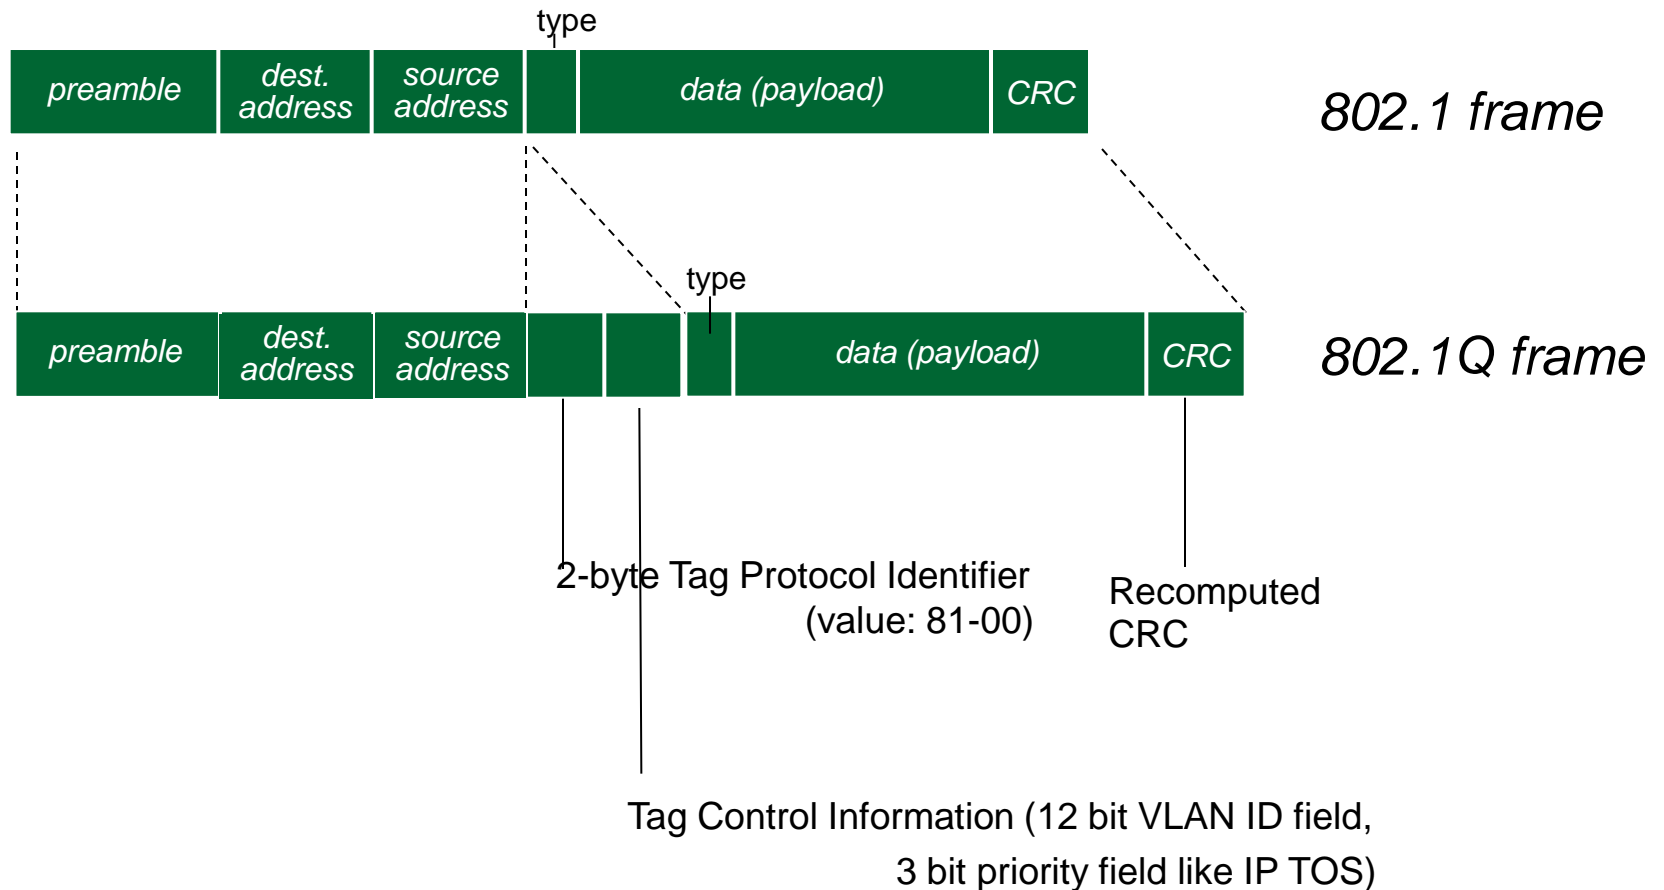 type
preamble
dest.
address
source
address
data (payload)
CRC
802.1 frame
type
preamble
dest.
address
source
address
data (payload)
CRC
802.1Q frame
2-byte Tag Protocol Identifier
(value: 81-00)
Recomputed
CRC
Tag Control Information (12 bit VLAN ID field,
3 bit priority field like IP TOS)